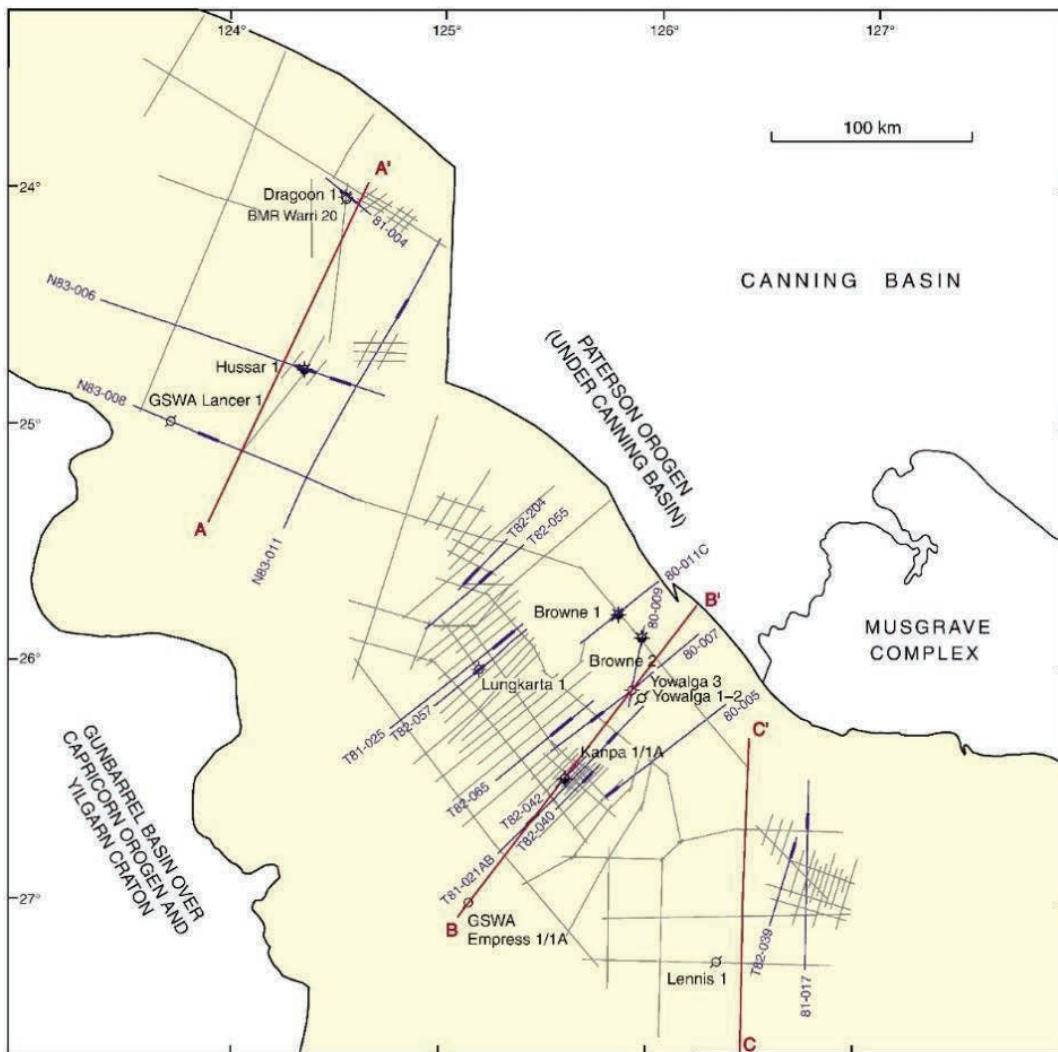 124°
125°
126°
127°
100 km
24°
A'
Dragoon 1
BMR Warri 20
81-004
N83-006
CANNING BASIN
Hussar 1
N83-008
GSWA Lancer 1
25°
PATERSON OROGEN
(UNDER CANNING BASIN)
A
N83-011
T82-204
T82-055
80-011C
Browne 1
80-009
B'
MUSGRAVE
COMPLEX
26°
Browne 2
80-007
Lungkarta 1
Yowalga 3
Yowalga 1–2
80-005
T81-025
T82-057
C'
GUNBARREL BASIN OVER
CAPRICORN OROGEN AND
YILGARN CRATON
Kanpa 1/1A
T82-065
T82-042
T82-040
T81-021AB
27°
B
GSWA
Empress 1/1A
Lennis 1
T82-039
81-017
C